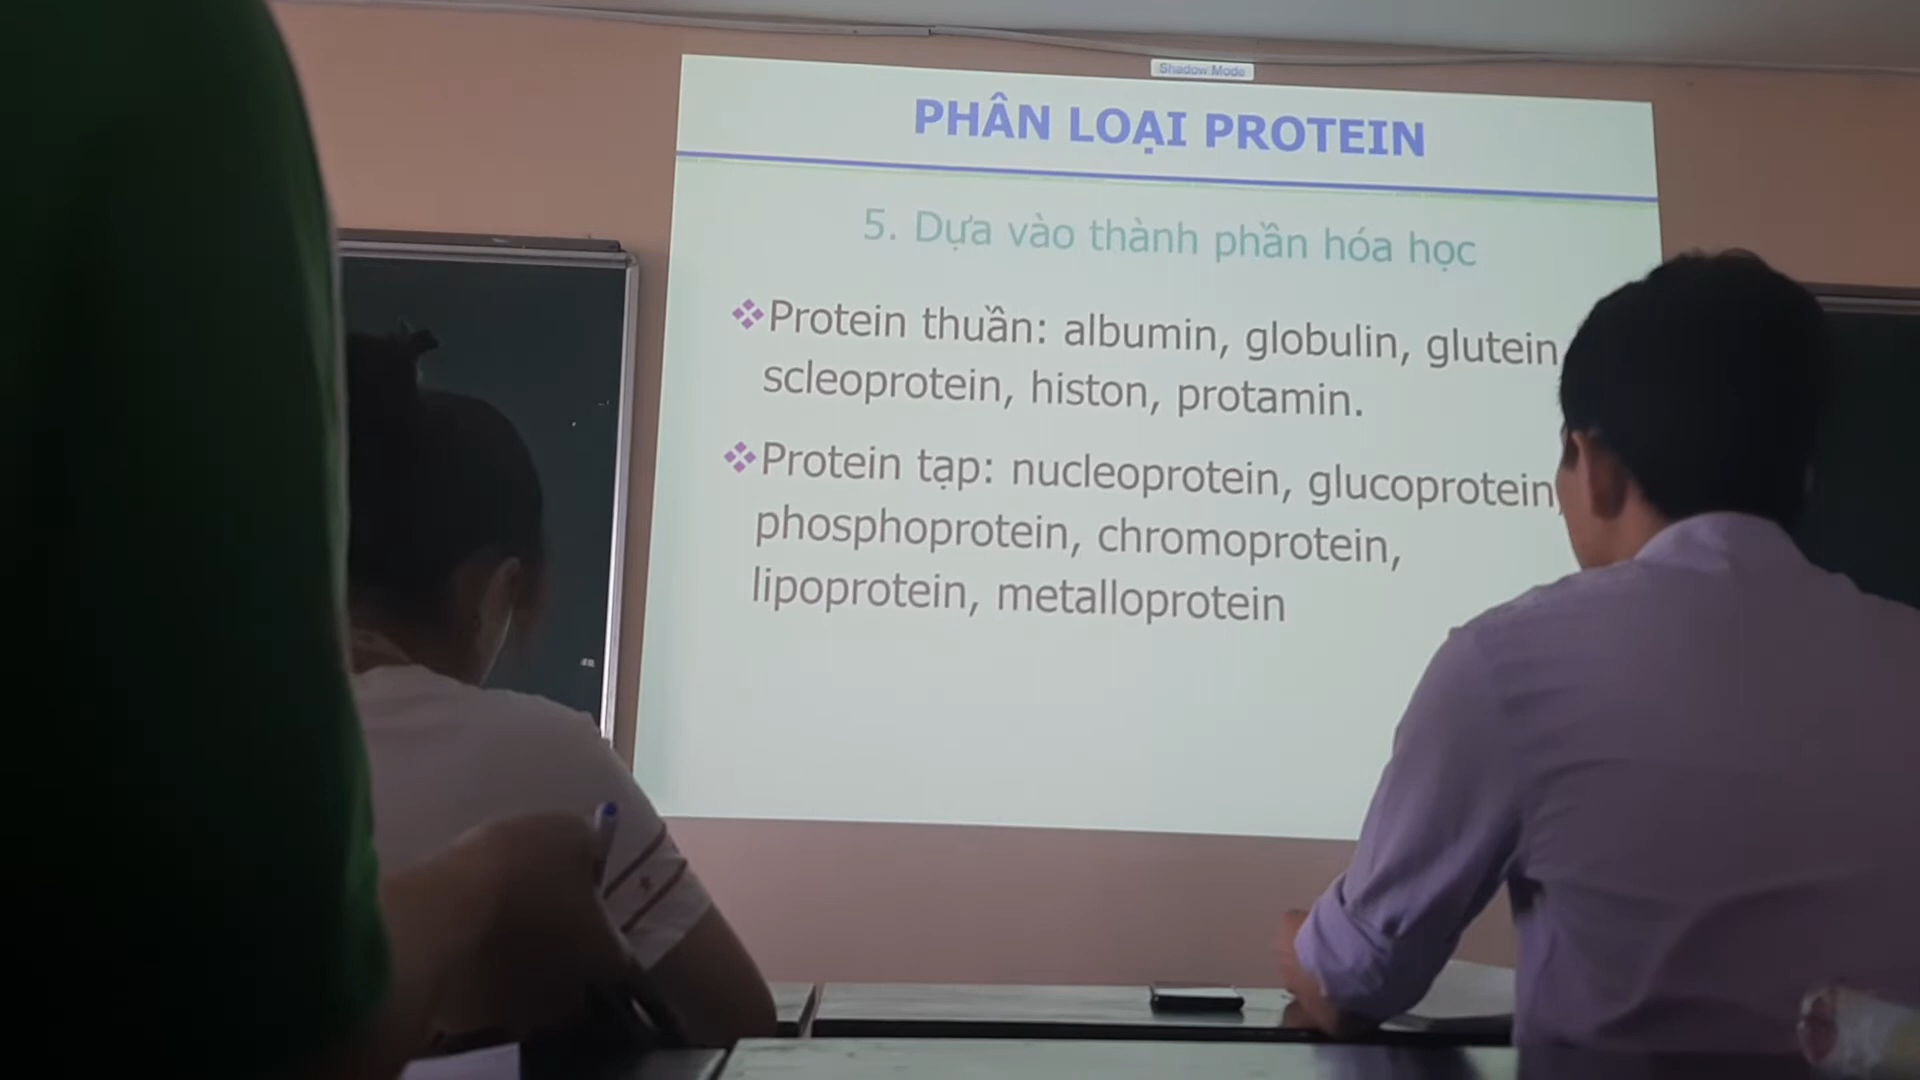 Shadow Mode
PHÂN LOẠI PROTEIN
5. Dựa vào thành phần hóa học
❖Protein thuần: albumin, globulin, glutein
scleoprotein, histon, protamin.
❖Protein tạp: nucleoprotein, glucoprotein,
phosphoprotein, chromoprotein,
lipoprotein, metalloprotein